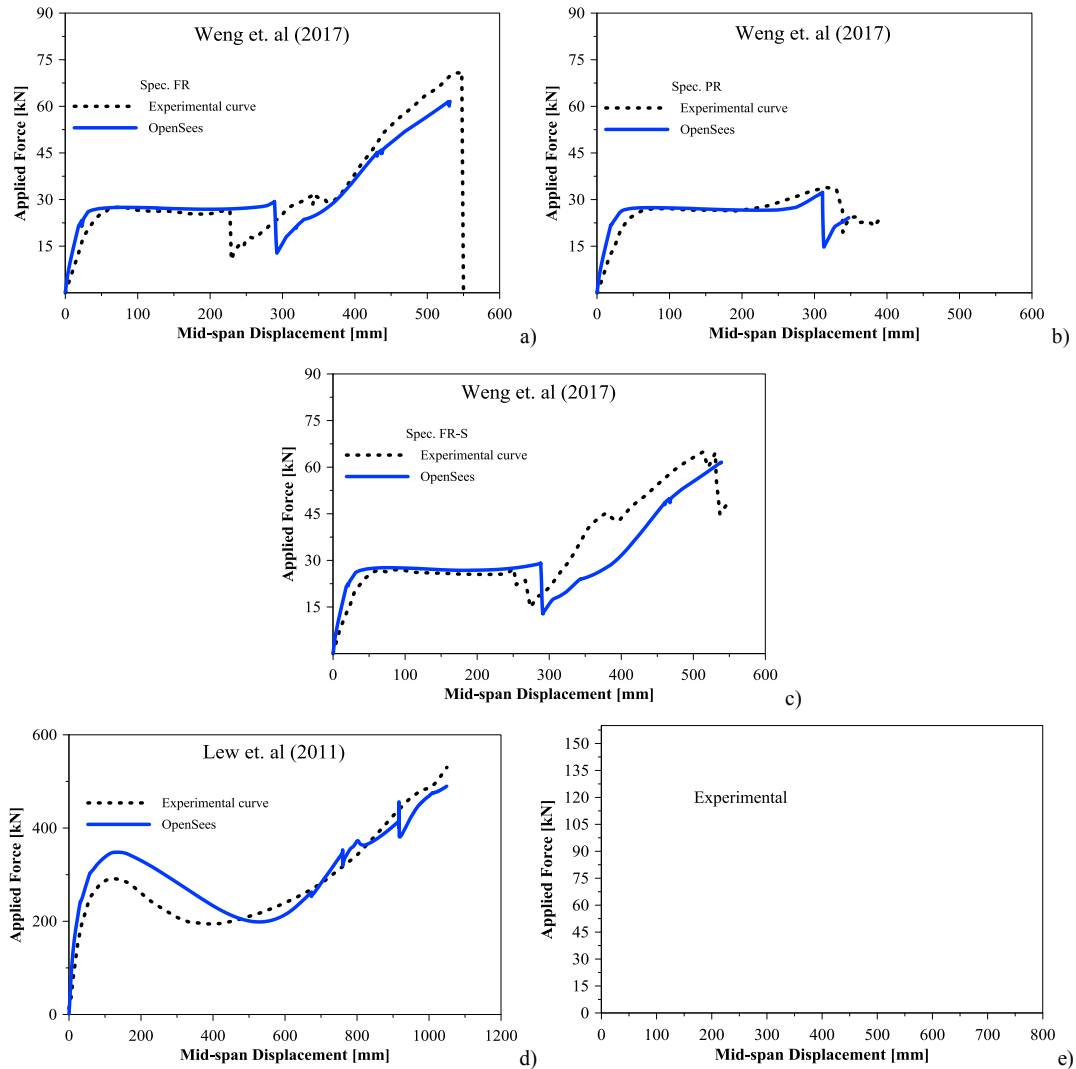 Weng et. al (2017)
Spec. FR
Experimental curve
OpenSees
Applied Force [kN]
90
75
60
45
30
15
0 100 200 300 400 500 600
Mid-span Displacement [mm]
a)
Weng et. al (2017)
Spec. PR
Experimental curve
OpenSees
Applied Force [kN]
90
75
60
45
30
15
0 100 200 300 400 500 600
Mid-span Displacement [mm]
b)
Weng et. al (2017)
Spec. FR-S
Experimental curve
OpenSees
Applied Force [kN]
90
75
60
45
30
15
0 100 200 300 400 500 600
Mid-span Displacement [mm]
c)
Lew et. al (2011)
Experimental curve
OpenSees
Applied Force [kN]
600
400
200
0
0 200 400 600 800 1000 1200
Mid-span Displacement [mm]
d)
Experimental
Applied Force [kN]
150
135
120
105
90
75
60
45
30
15
0
0 100 200 300 400 500 600 700 800
Mid-span Displacement [mm]
e)